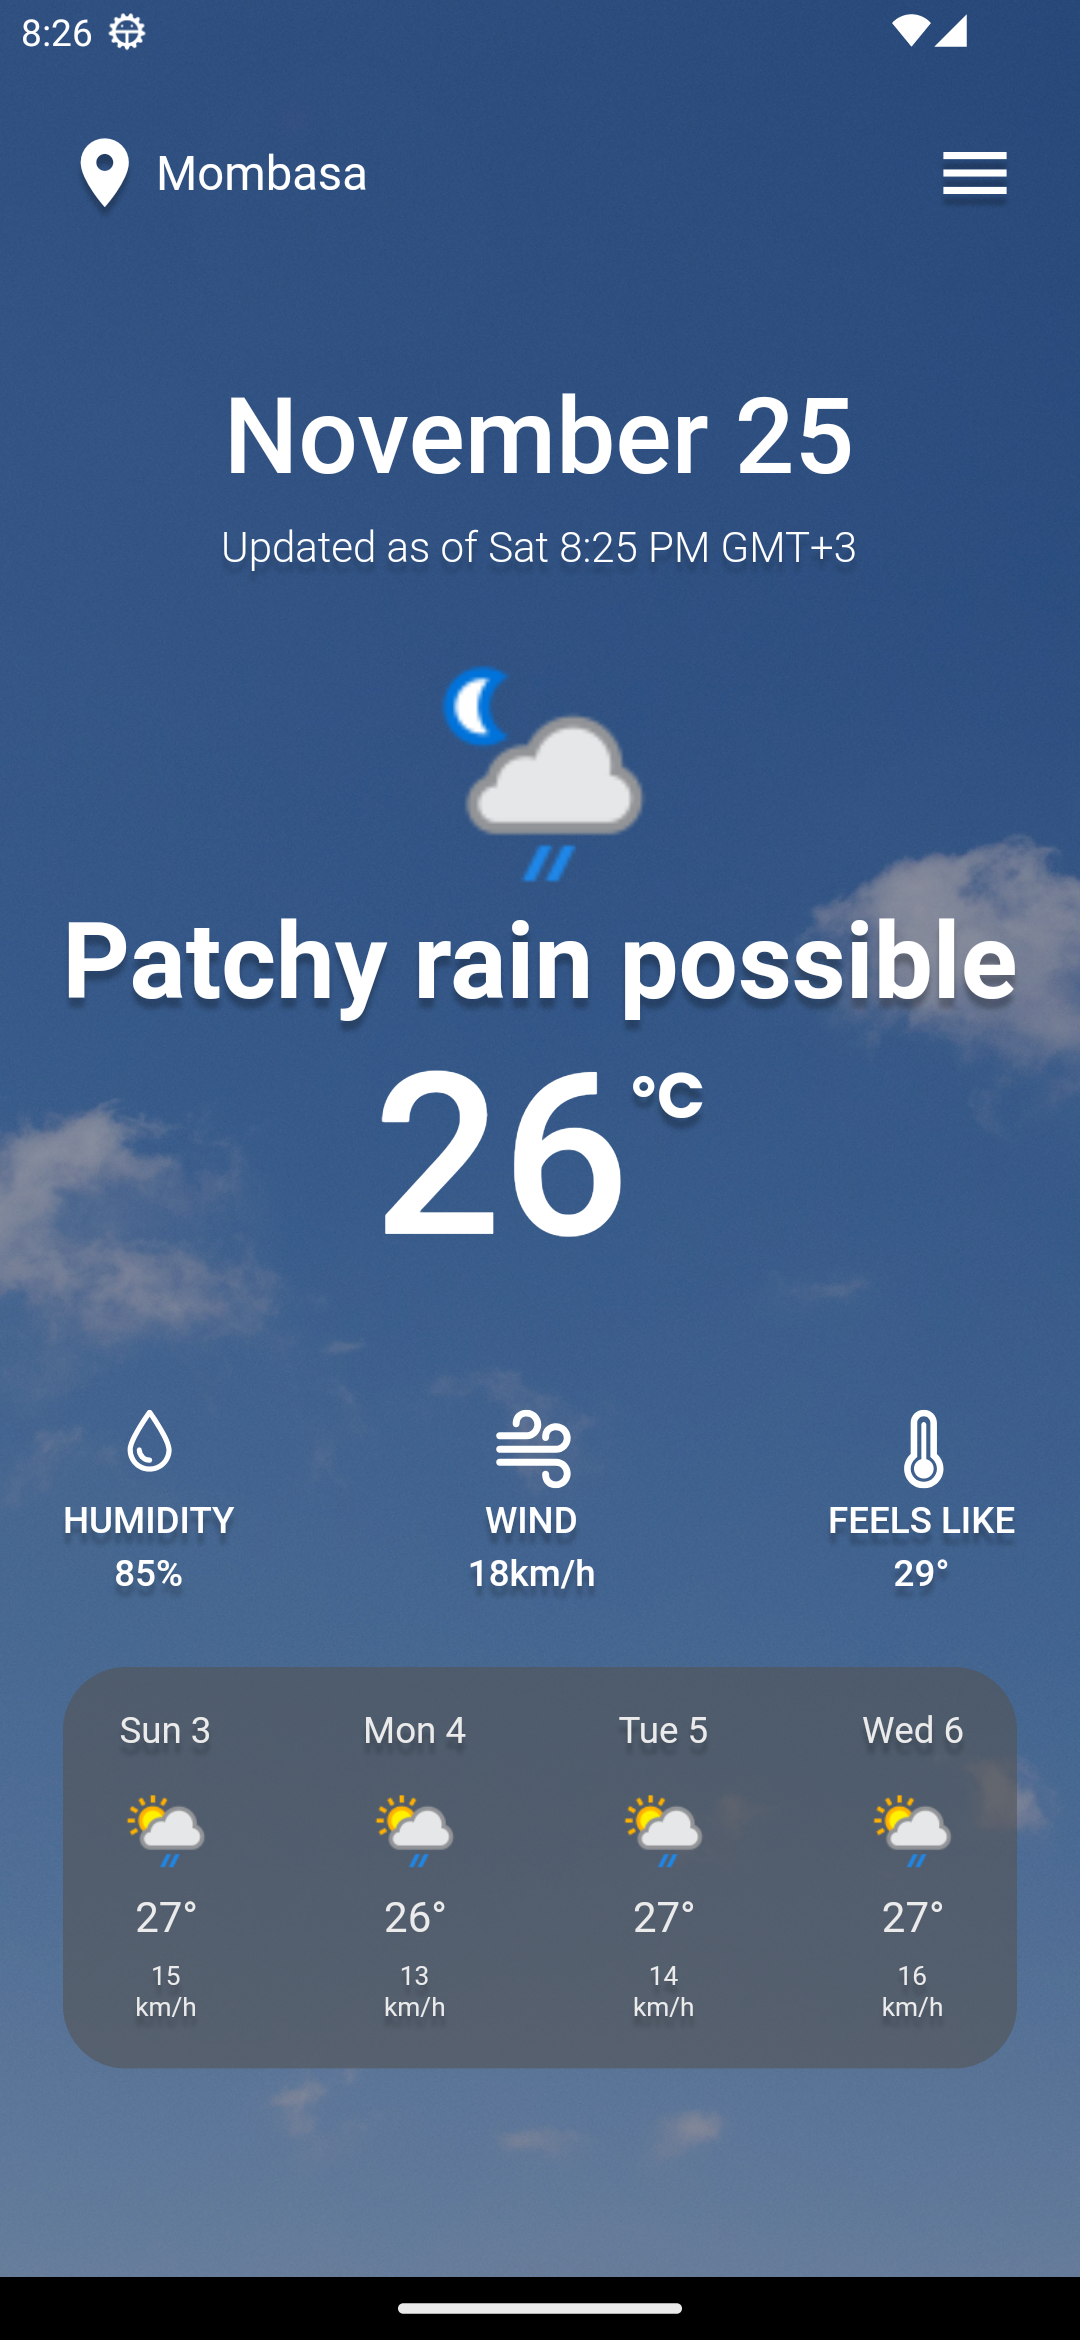 8:26
Mombasa
November 25
Updated as of Sat 8:25 PM GMT+3
Patchy rain possible
26 °C
HUMIDITY WIND FEELS LIKE
85% 18km/h 29°
Sun 3 Mon 4 Tue 5 Wed 6
27° 26° 27° 27°
15 13 14 16
km/h km/h km/h km/h